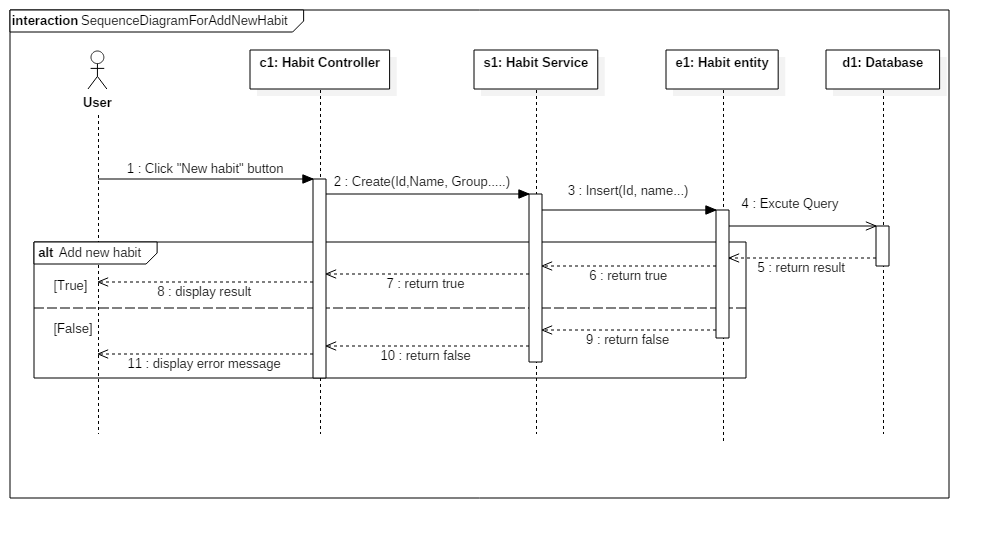 interaction SequenceDiagramForAddNewHabit
c1: Habit Controller
s1: Habit Service
e1: Habit entity
d1: Database
User
1 : Click "New habit" button
2 : Create(Id,Name, Group.....)
3 : Insert(Id, name...)
4 : Excute Query
alt Add new habit
5 : return result
6 : return true
7 : return true
[True]
8 : display result
[False]
9 : return false
10 : return false
11 : display error message